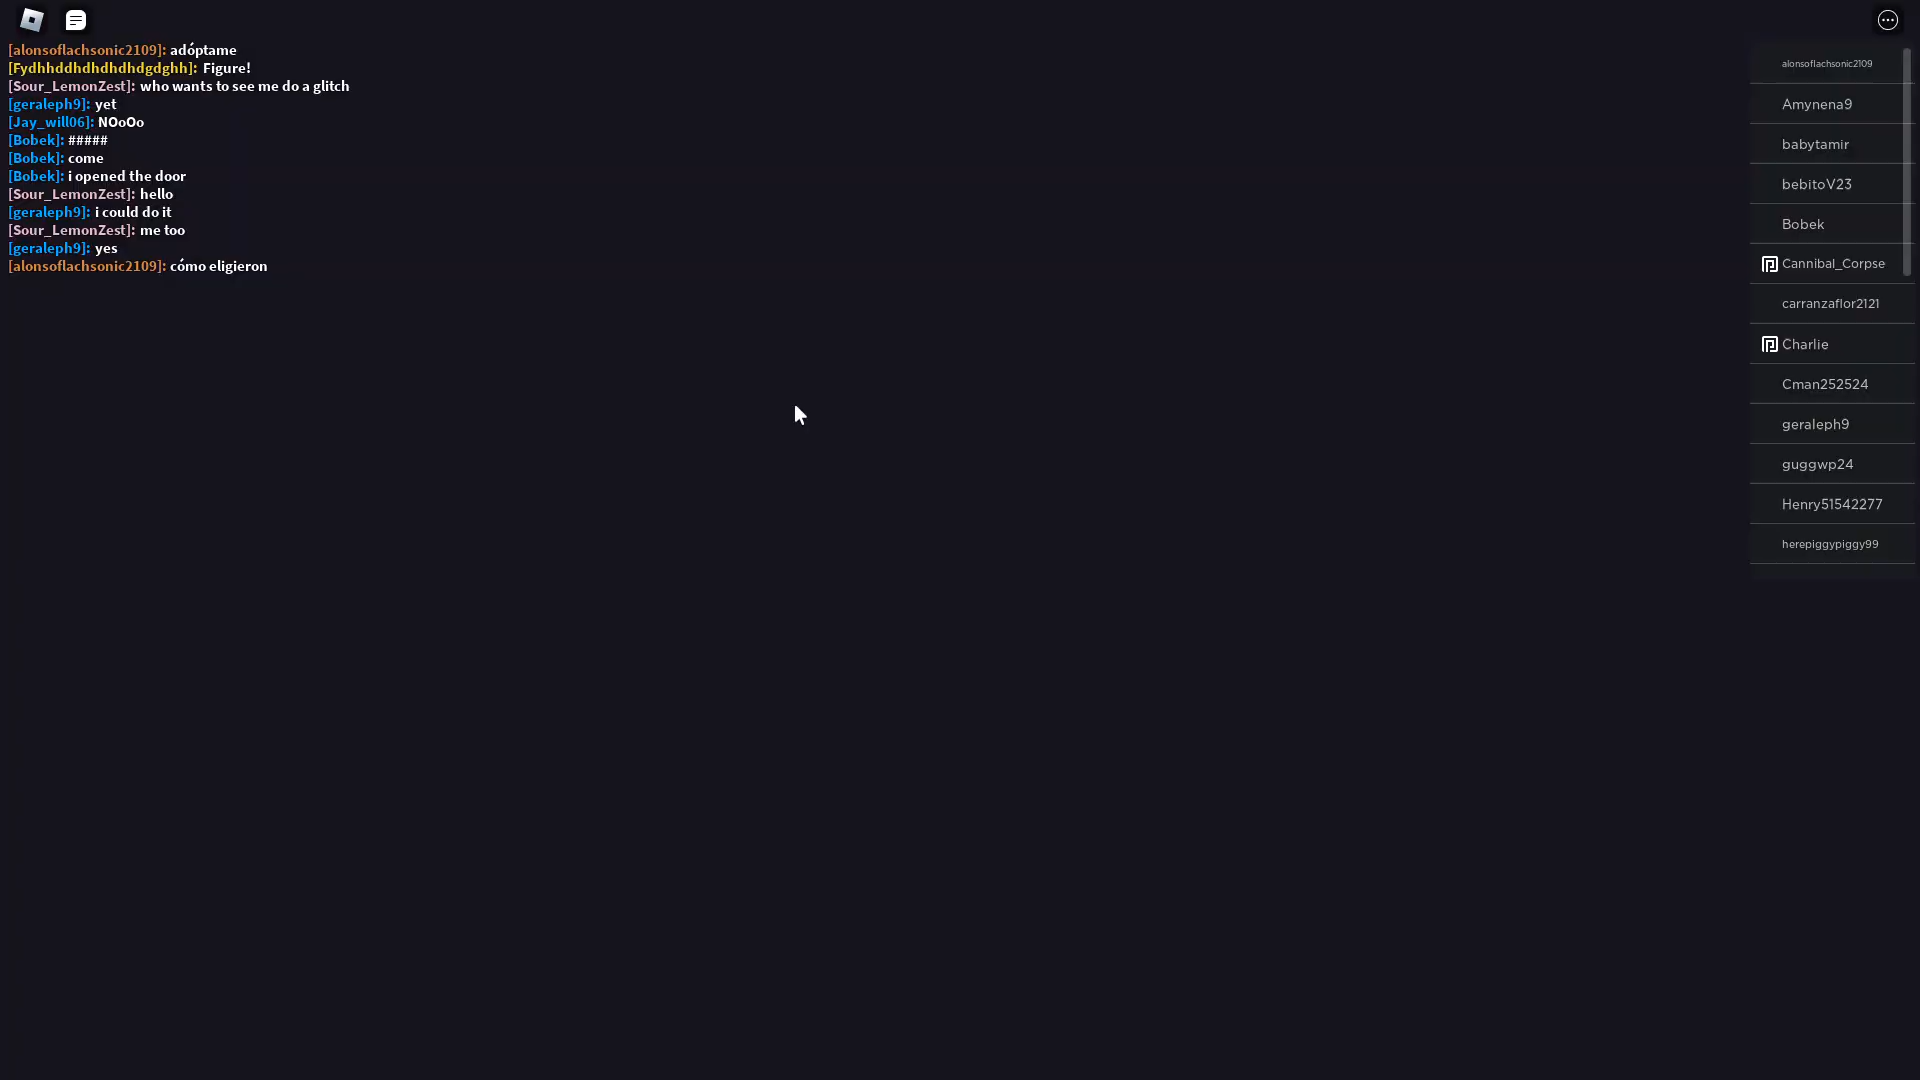 [alonsoflachsonic2109]: adóptame
[Fydhhddhdhdhdhdgdghh]: Figure!
[Sour_LemonZest]: who wants to see me do a glitch
[geraleph9]: yet
[Jay_will06]: NOoOo
[Bobek]: #####
[Bobek]: come
[Bobek]: i opened the door
[Sour_LemonZest]: hello
[geraleph9]: i could do it
[Sour_LemonZest]: me too
[geraleph9]: yes
[alonsoflachsonic2109]: cómo eligieron
alonsoflachsonic2109
Amynena9
babytamir
bebitoV23
Bobek
Cannibal_Corpse
carranzaflor2121
Charlie
Cman252524
geraleph9
guggwp24
Henry51542277
herepiggypiggy99